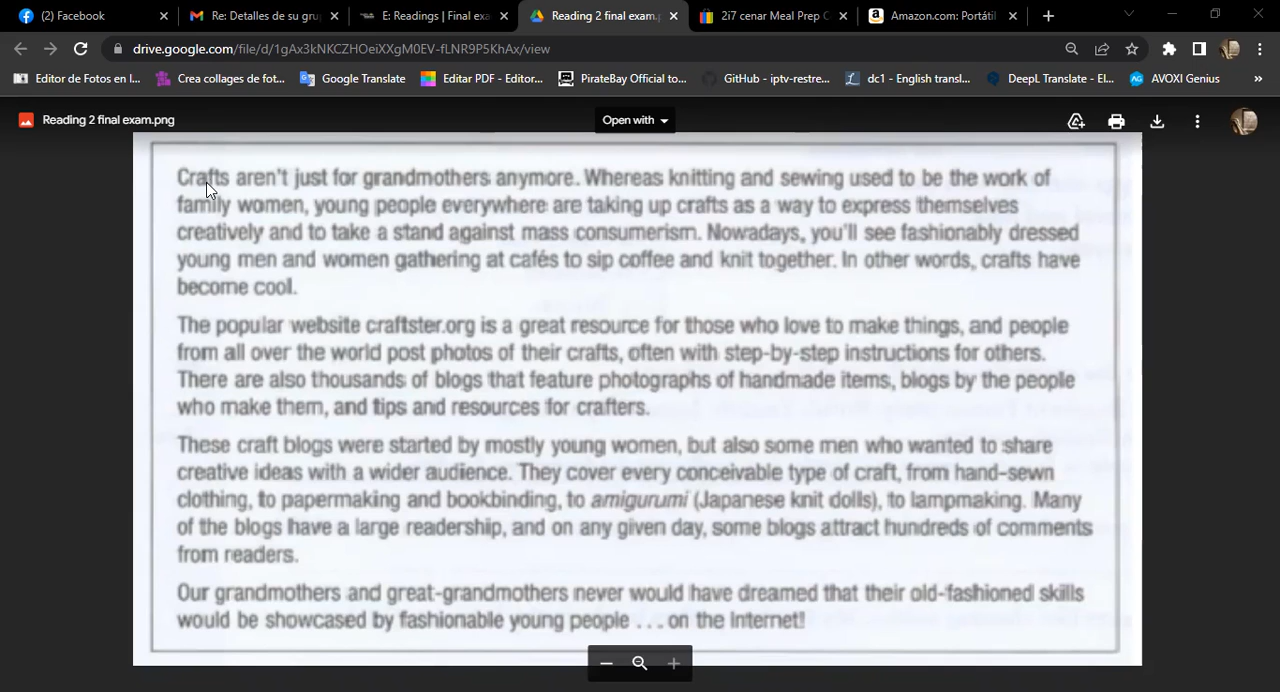 (2) Facebook
Re: Detalles de su gru
E: Readings | Final exa
Reading 2 final exam.p
2i7 cenar Meal Prep C
Amazon.com: Portátil
drive.google.com/file/d/1gAx3kNKCZHOeiXXgM0EV-fLNR9P5KhAx/view
Editor de Fotos en l...
Crea collages de fot...
Google Translate
Editar PDF - Editor...
PirateBay Official to...
GitHub - iptv-restre...
dc1 - English transl...
DeepL Translate - El...
AVOXI Genius
Reading 2 final exam.png
Open with
Crafts aren't just for grandmothers anymore. Whereas knitting and sewing used to be the work of
family women, young people everywhere are taking up crafts as a way to express themselves
creatively and to take a stand against mass consumerism. Nowadays, you'll see fashionably dressed
young men and women gathering at cafés to sip coffee and knit together. In other words, crafts have
become cool.
The popular website craftster.org is a great resource for those who love to make things, and people
from all over the world post photos of their crafts, often with step-by-step instructions for others.
There are also thousands of blogs that feature photographs of handmade items, blogs by the people
who make them, and tips and resources for crafters.
These craft blogs were started by mostly young women, but also some men who wanted to share
creative ideas with a wider audience. They cover every conceivable type of craft, from hand-sewn
clothing, to papermaking and bookbinding, to amigurumi (Japanese knit dolls), to lampmaking. Many
of the blogs have a large readership, and on any given day, some blogs attract hundreds of comments
from readers.
Our grandmothers and great-grandmothers never would have dreamed that their old-fashioned skills
would be showcased by fashionable young people . . . on the Internet!